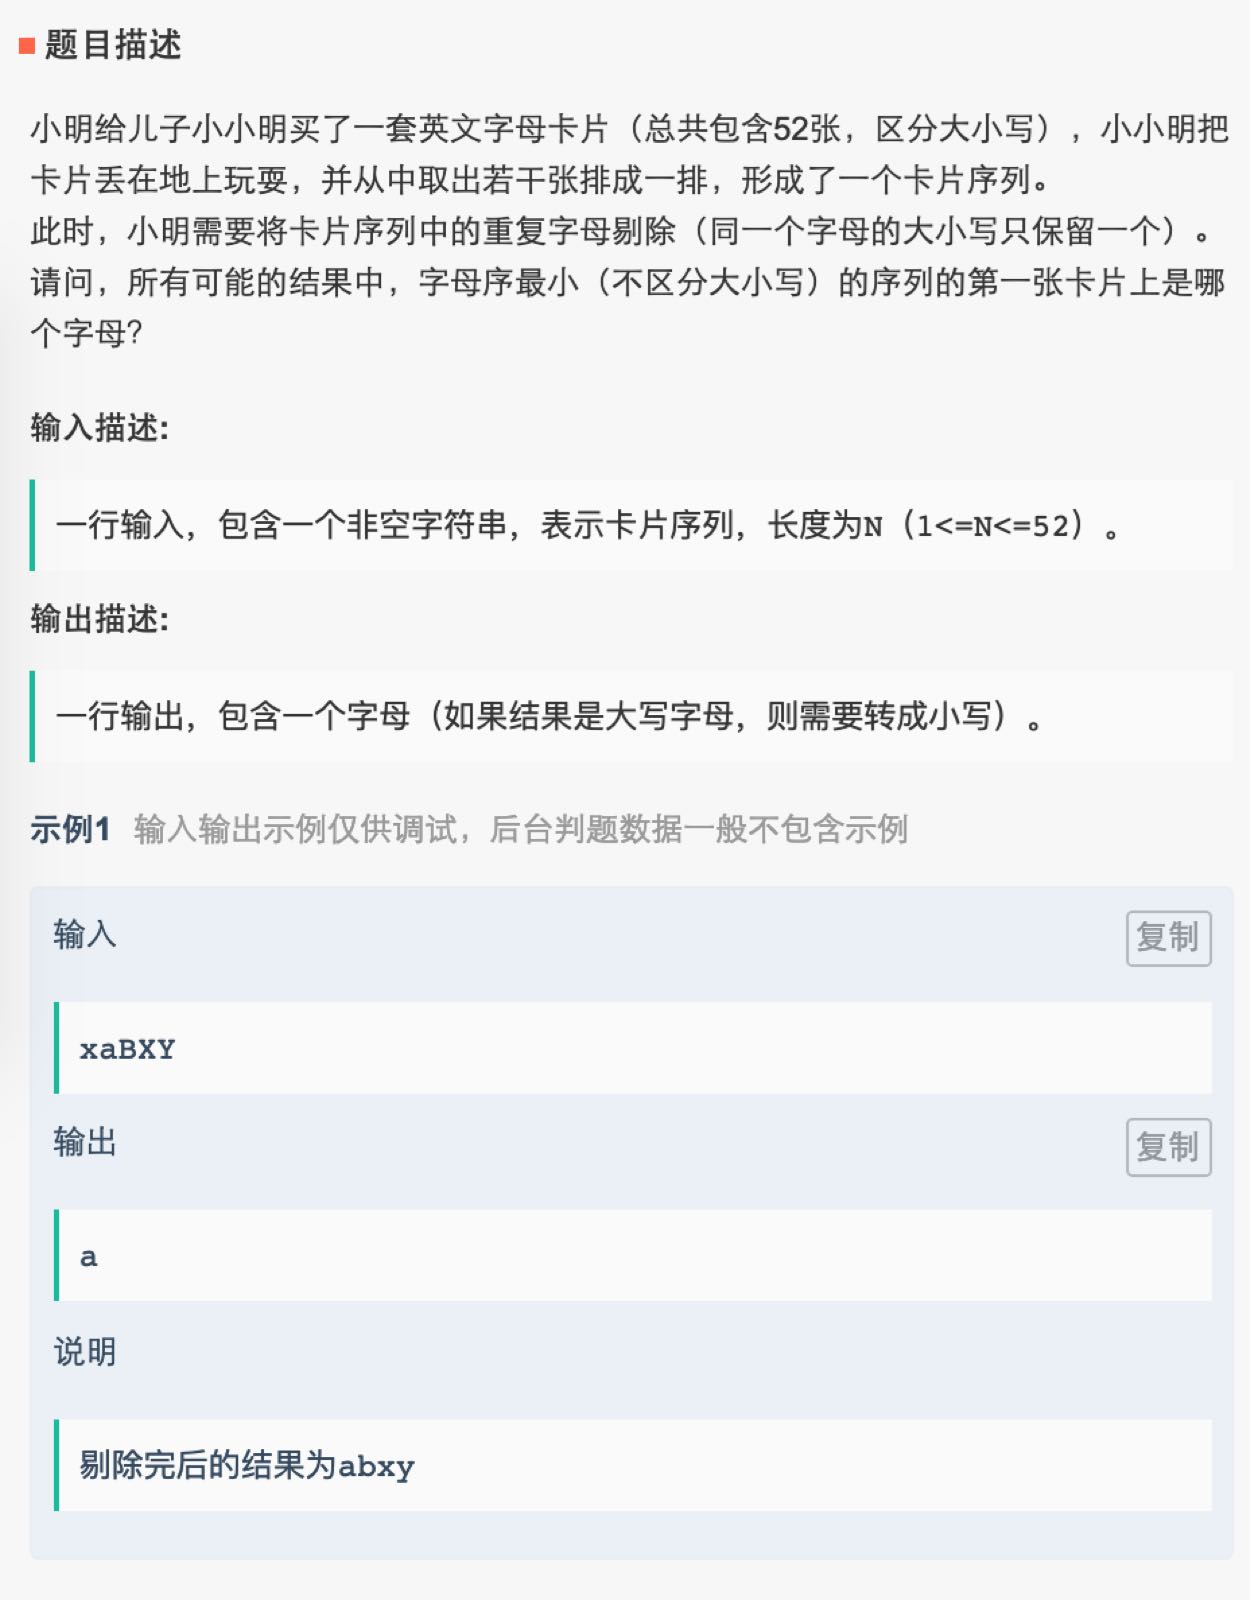 题目描述
小明给儿子小小明买了一套英文字母卡片（总共包含52张，区分大小写），小小明把
卡片丢在地上玩耍，并从中取出若干张排成一排，形成了一个卡片序列。
此时，小明需要将卡片序列中的重复字母剔除（同一个字母的大小写只保留一个）。
请问，所有可能的结果中，字母序最小（不区分大小写）的序列的第一张卡片上是哪
个字母？
输入描述:
一行输入，包含一个非空字符串，表示卡片序列，长度为N（1<=N<=52）。
输出描述:
一行输出，包含一个字母（如果结果是大写字母，则需要转成小写）。
示例1 输入输出示例仅供调试，后台判题数据一般不包含示例
输入 复制
xaBXY
输出 复制
a
说明
剔除完后的结果为abxy